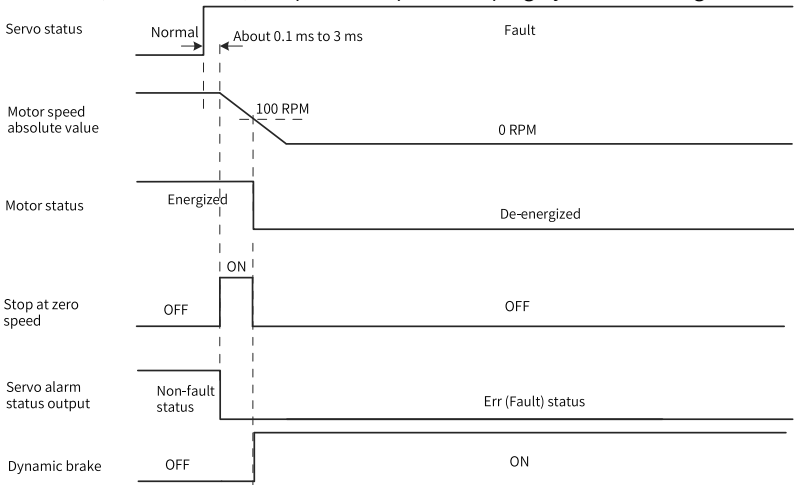 Servo status
Normal
About 0.1 ms to 3 ms
Fault
Motor speed
absolute value
100 RPM
0 RPM
Motor status
Energized
De-energized
Stop at zero
speed
OFF
ON
OFF
Servo alarm
status output
Non-fault
status
Err (Fault) status
Dynamic brake
OFF
ON